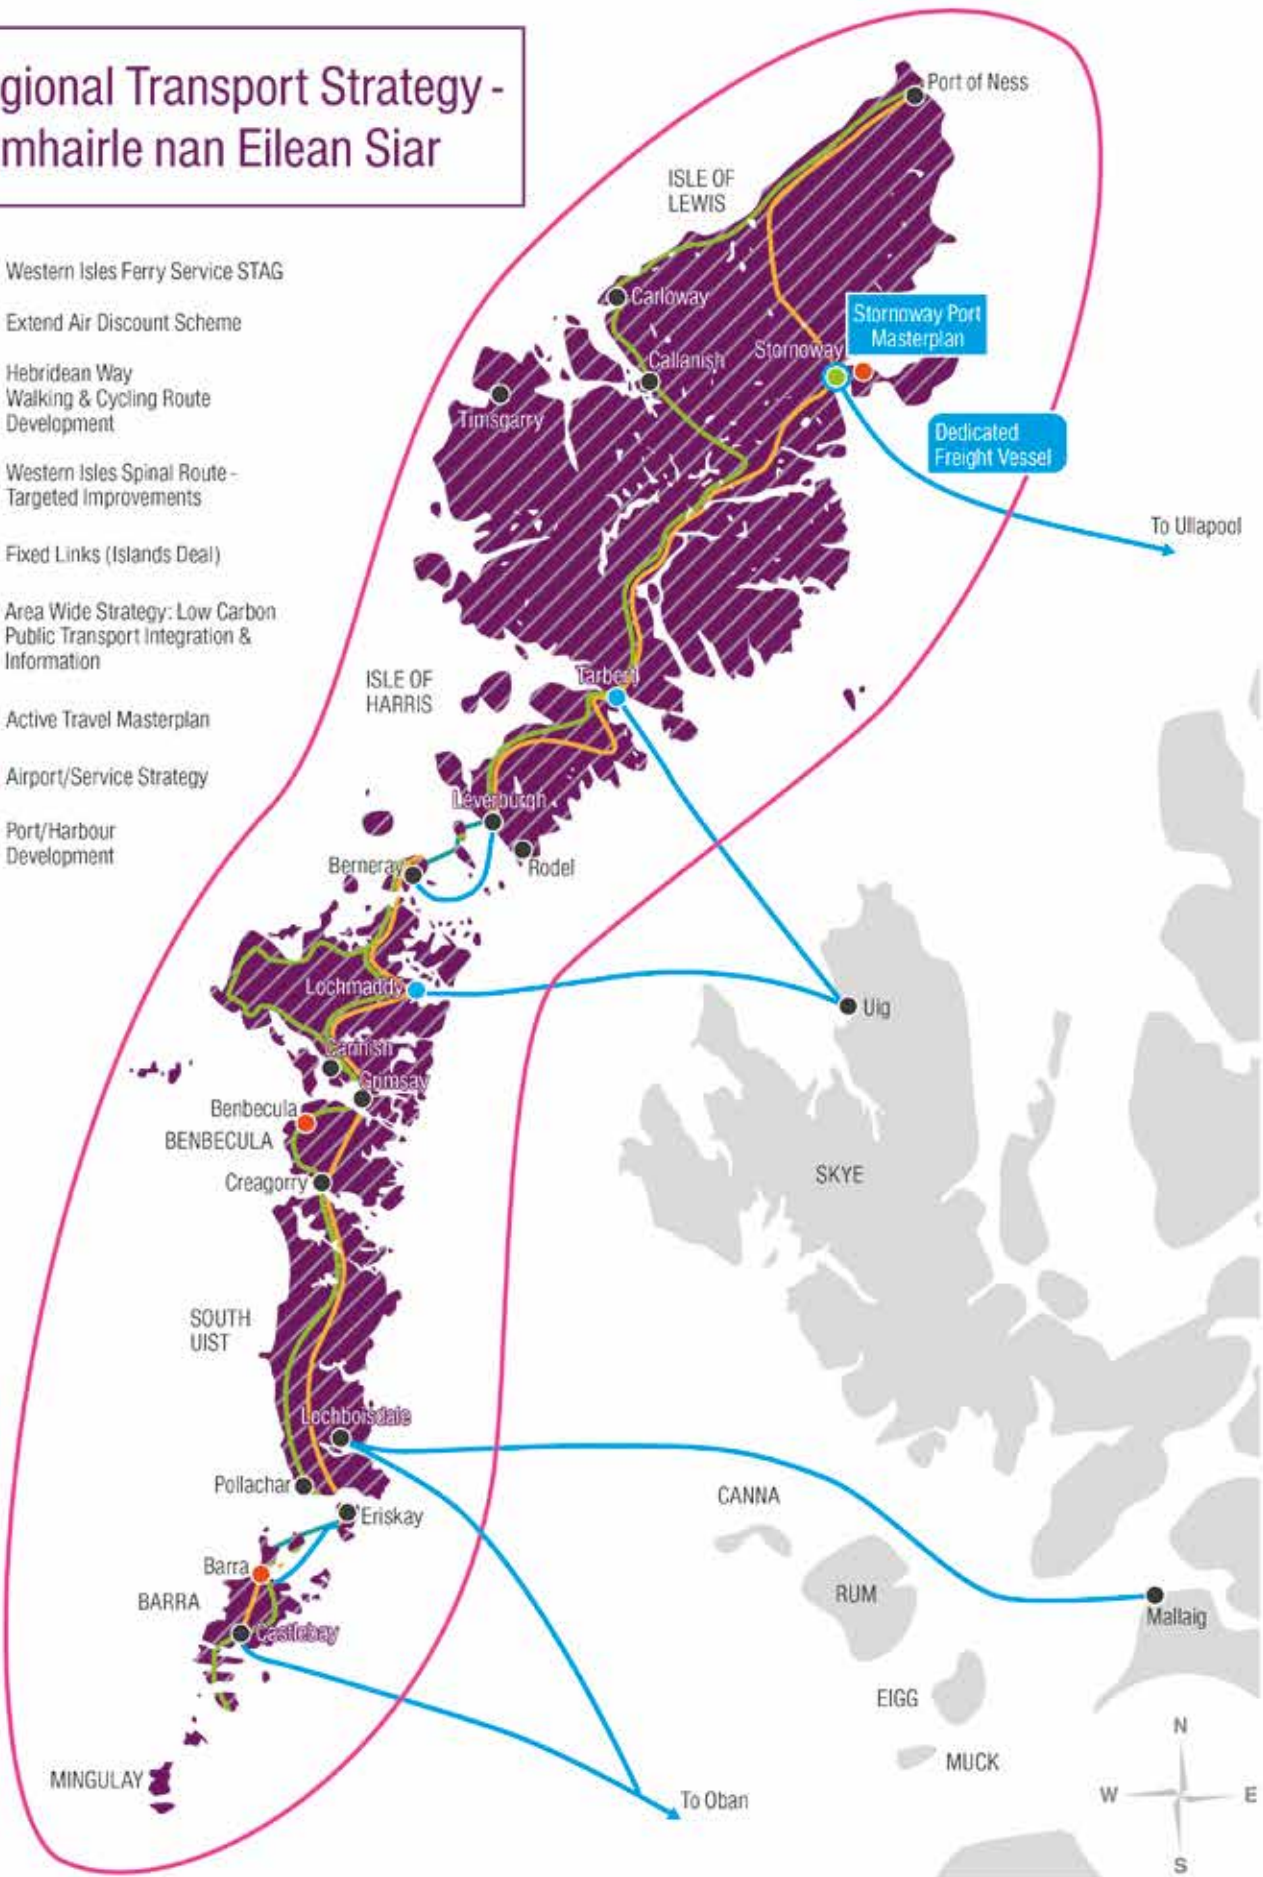 gional Transport Strategy -
mhairle nan Eilean Siar
Western Isles Ferry Service STAG
Extend Air Discount Scheme
Hebridean Way
Walking & Cycling Route
Development
Western Isles Spinal Route -
Targeted Improvements
Fixed Links (Islands Deal)
Area Wide Strategy: Low Carbon
Public Transport Integration &
Information
Active Travel Masterplan
Airport/Service Strategy
Port/Harbour
Development
Port of Ness
ISLE OF
LEWIS
Carloway
Stornoway Port
Masterplan
Stornoway
Callanish
Timsgarry
Dedicated
Freight Vessel
To Ullapool
ISLE OF
HARRIS
Tarbert
Leverburgh
Berneray
Rodel
Lochmaddy
Uig
Carinish
Grimsay
Benbecula
BENBECULA
Creagorry
SKYE
SOUTH
UIST
Lochboisdale
Pollachar
Eriskay
CANNA
Barra
BARRA
RUM
Mallaig
Castlebay
EIGG
MUCK
MINGULAY
To Oban
N
W
E
S